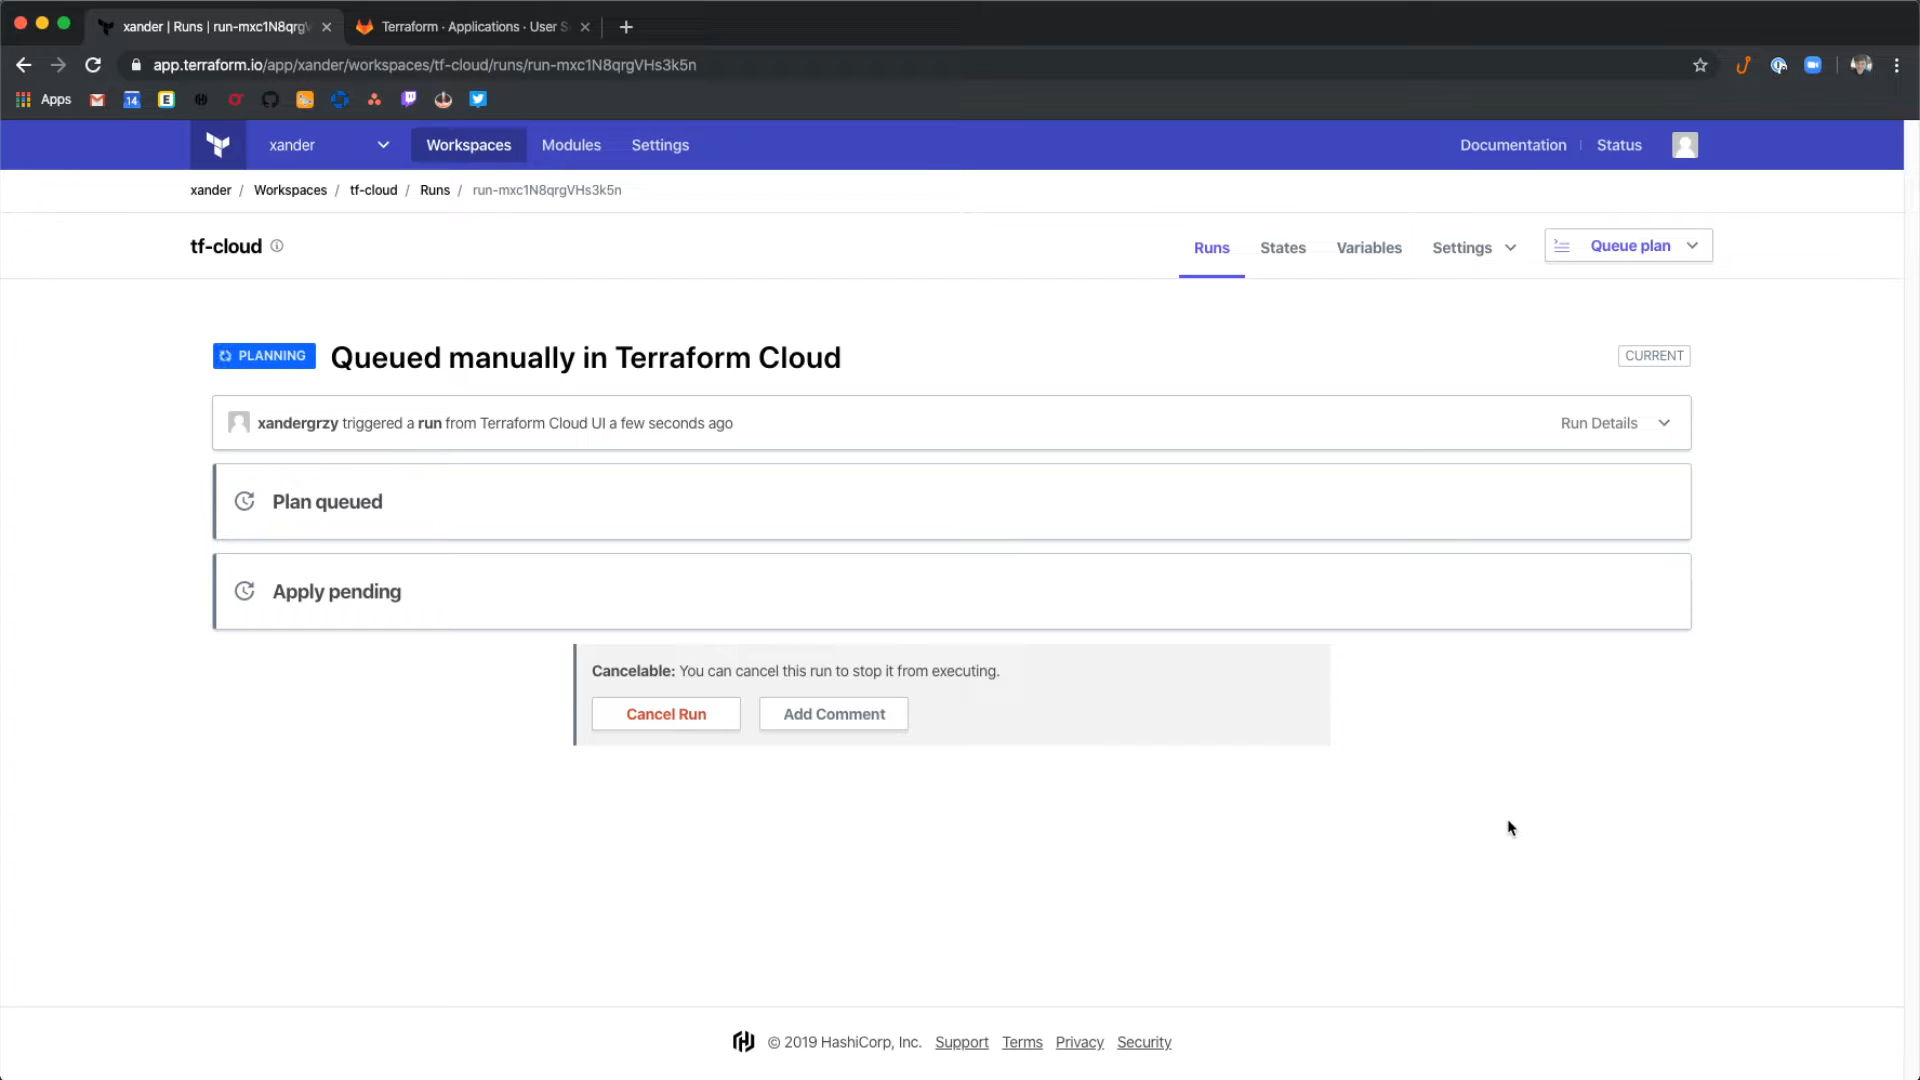 xander | Runs | run-mxc1N8qrgV
Terraform · Applications · User S
app.terraform.io/app/xander/workspaces/tf-cloud/runs/run-mxc1N8qrgVHs3k5n
Apps
14
E
xander
Workspaces
Modules
Settings
Documentation
Status
xander / Workspaces / tf-cloud / Runs / run-mxc1N8qrgVHs3k5n
tf-cloud
Runs
States
Variables
Settings
Queue plan
PLANNING
Queued manually in Terraform Cloud
CURRENT
xandergrzy triggered a run from Terraform Cloud UI a few seconds ago
Run Details
Plan queued
Apply pending
Cancelable: You can cancel this run to stop it from executing.
Cancel Run
Add Comment
© 2019 HashiCorp, Inc. Support Terms Privacy Security